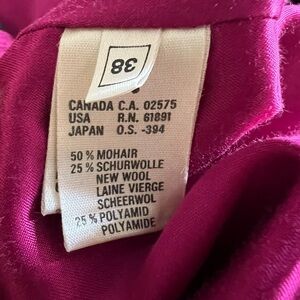 38
CANADA C.A. 02575
USA R.N. 61891
JAPAN O.S. -394
50 % MOHAIR
25 % SCHURWOLLE
NEW WOOL
LAINE VIERGE
SCHEERWOL
25 % POLYAMID
POLYAMIDE